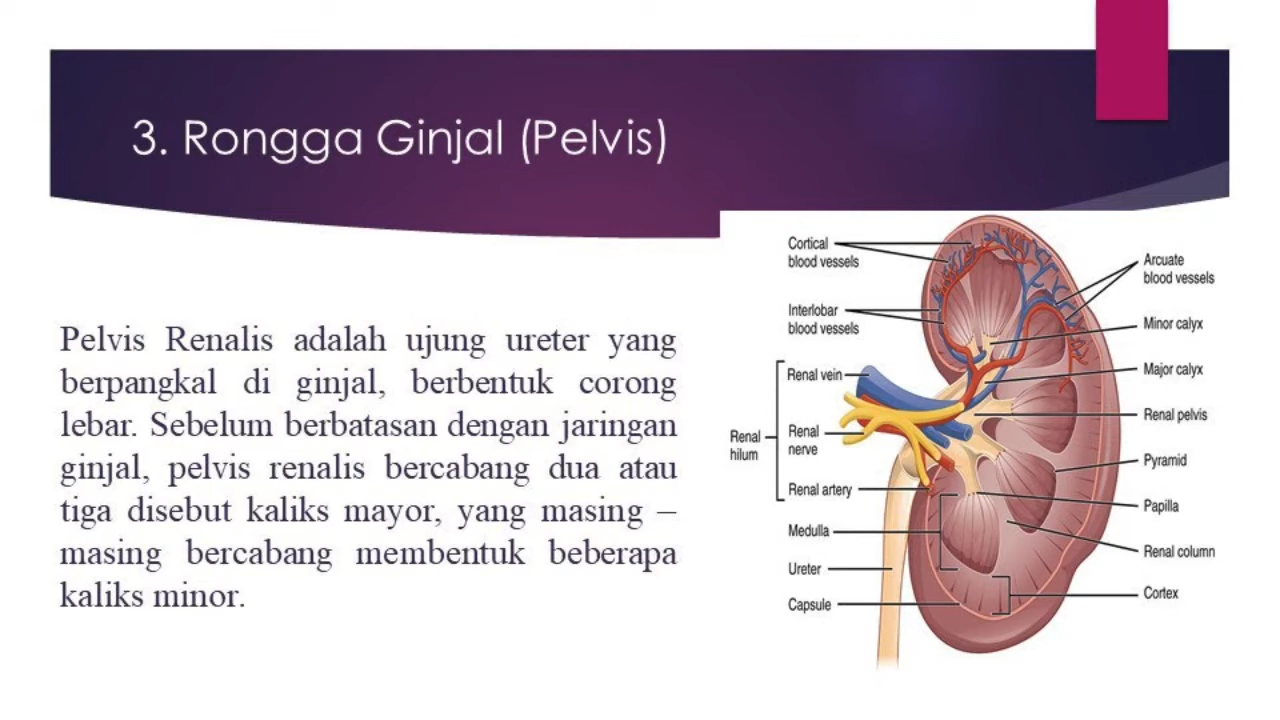 3. Rongga Ginjal (Pelvis)
Pelvis Renalis adalah ujung ureter yang
berpangkal di ginjal, berbentuk corong
lebar. Sebelum berbatasan dengan jaringan
ginjal, pelvis renalis bercabang dua atau
tiga disebut kaliks mayor, yang masing –
masing bercabang membentuk beberapa
kaliks minor.
Cortical
blood vessels
Interlobar
blood vessels
Renal vein
Renal
hilum
Renal
nerve
Renal artery
Medulla
Ureter
Capsule
Arcuate
blood vessels
Minor calyx
Major calyx
Renal pelvis
Pyramid
Papilla
Renal column
Cortex